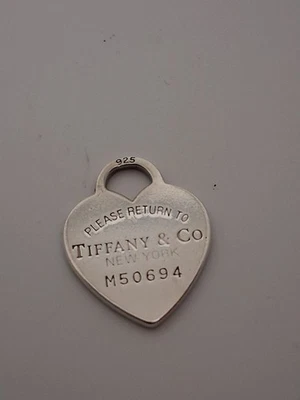 925
PLEASE RETURN TO
TIFFANY & CO
NEW YORK
M50694